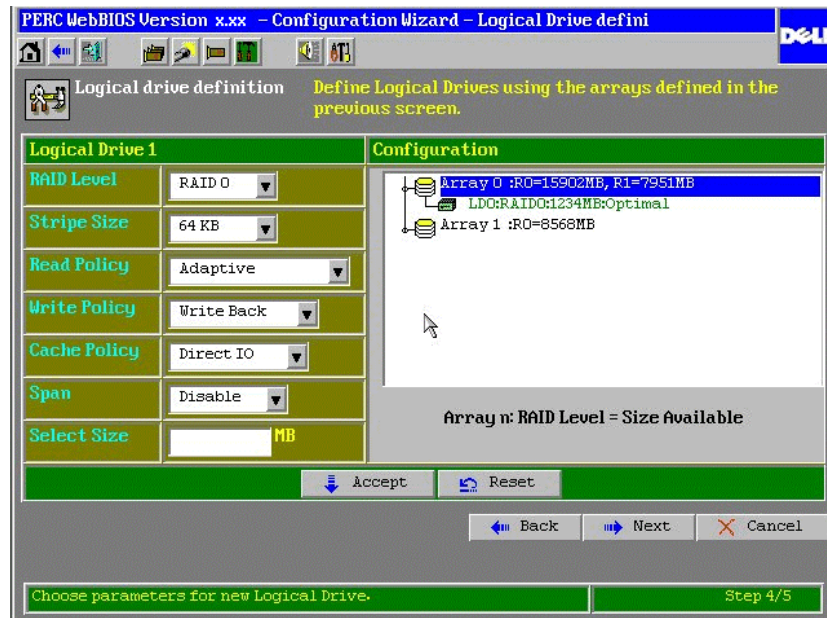 PERC WebBIOS Version x.xx - Configuration Wizard - Logical Drive defini
DELL
Logical drive definition
Define Logical Drives using the arrays defined in the
previous screen.
Logical Drive 1
RAID Level
RAID 0
Stripe Size
64 KB
Read Policy
Adaptive
Write Policy
Write Back
Cache Policy
Direct IO
Span
Disable
Select Size
MB
Configuration
Array 0 :R0=15902MB, R1=7951MB
LD0:RAID0:1234MB:Optimal
Array 1 :R0=8568MB
Array n: RAID Level = Size Available
Accept
Reset
Back
Next
Cancel
Choose parameters for new Logical Drive.
Step 4/5